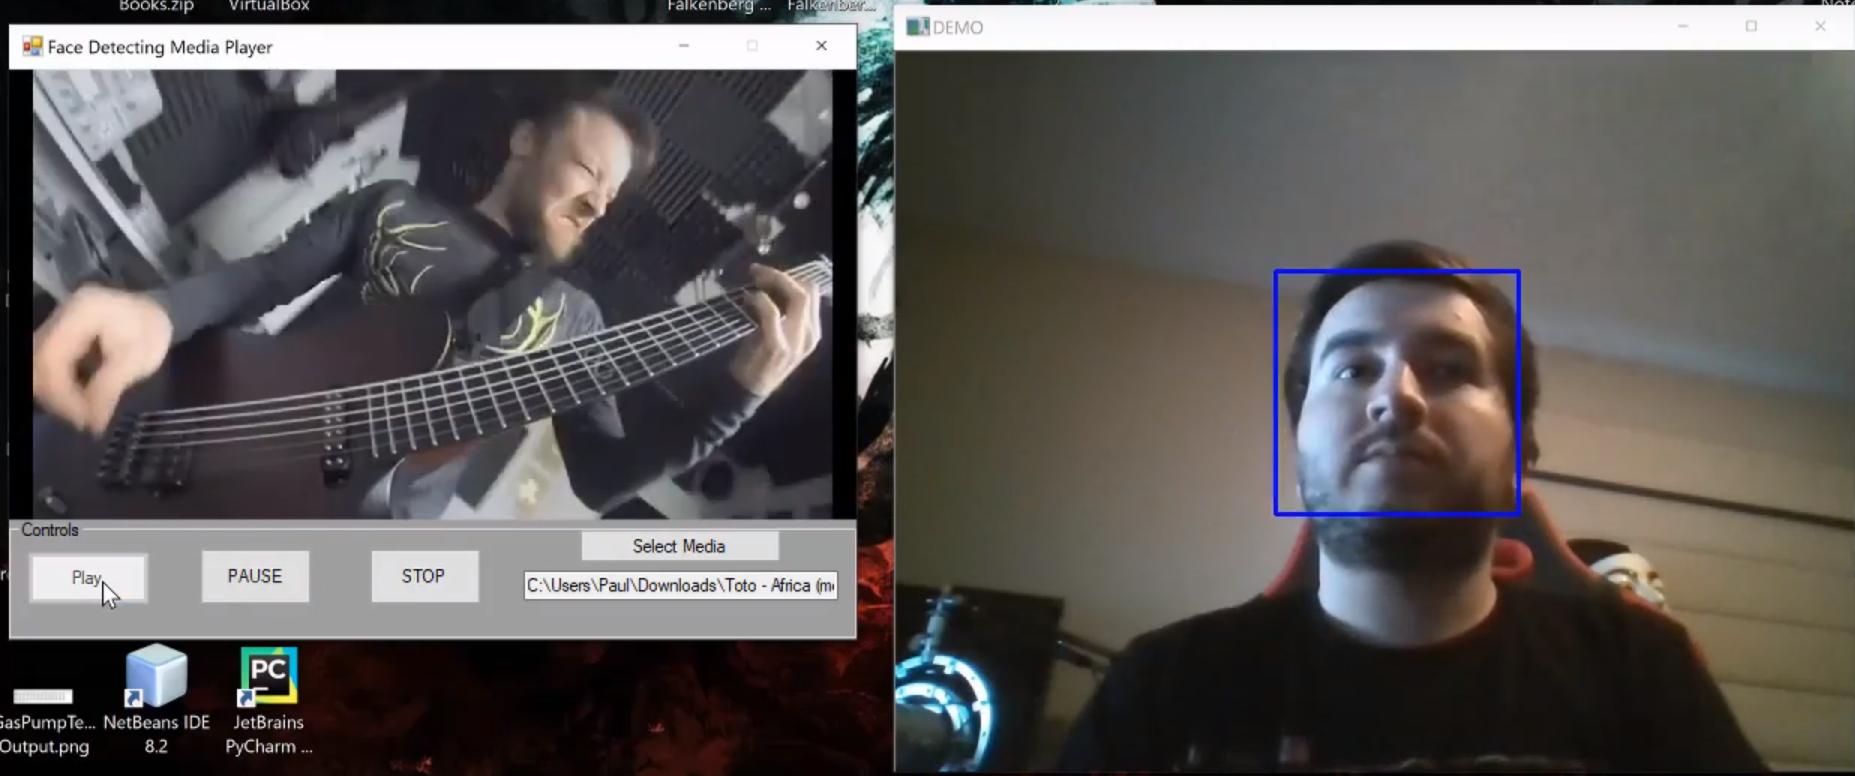 Books.zip
VirtualBox
Falkenberg ...
Face Detecting Media Player
DEMO
Controls
Play
PAUSE
STOP
Select Media
C:\Users\Paul\Downloads\Toto - Africa (m
NetBeans IDE
8.2
PC
JetBrains
PyCharm ...
GasPumpTe...
Output.png